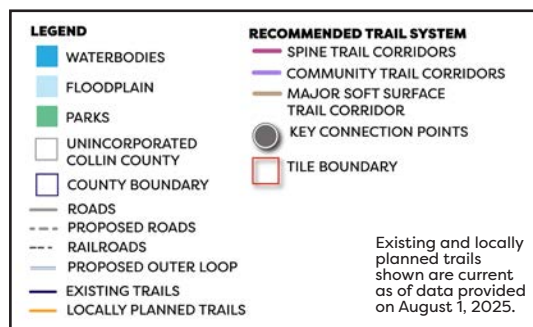 LEGEND
WATERBODIES
FLOODPLAIN
PARKS
UNINCORPORATED
COLLIN COUNTY
COUNTY BOUNDARY
ROADS
PROPOSED ROADS
RAILROADS
PROPOSED OUTER LOOP
EXISTING TRAILS
LOCALLY PLANNED TRAILS
RECOMMENDED TRAIL SYSTEM
SPINE TRAIL CORRIDORS
COMMUNITY TRAIL CORRIDORS
MAJOR SOFT SURFACE
TRAIL CORRIDOR
KEY CONNECTION POINTS
TILE BOUNDARY
Existing and locally
planned trails
shown are current
as of data provided
on August 1, 2025.